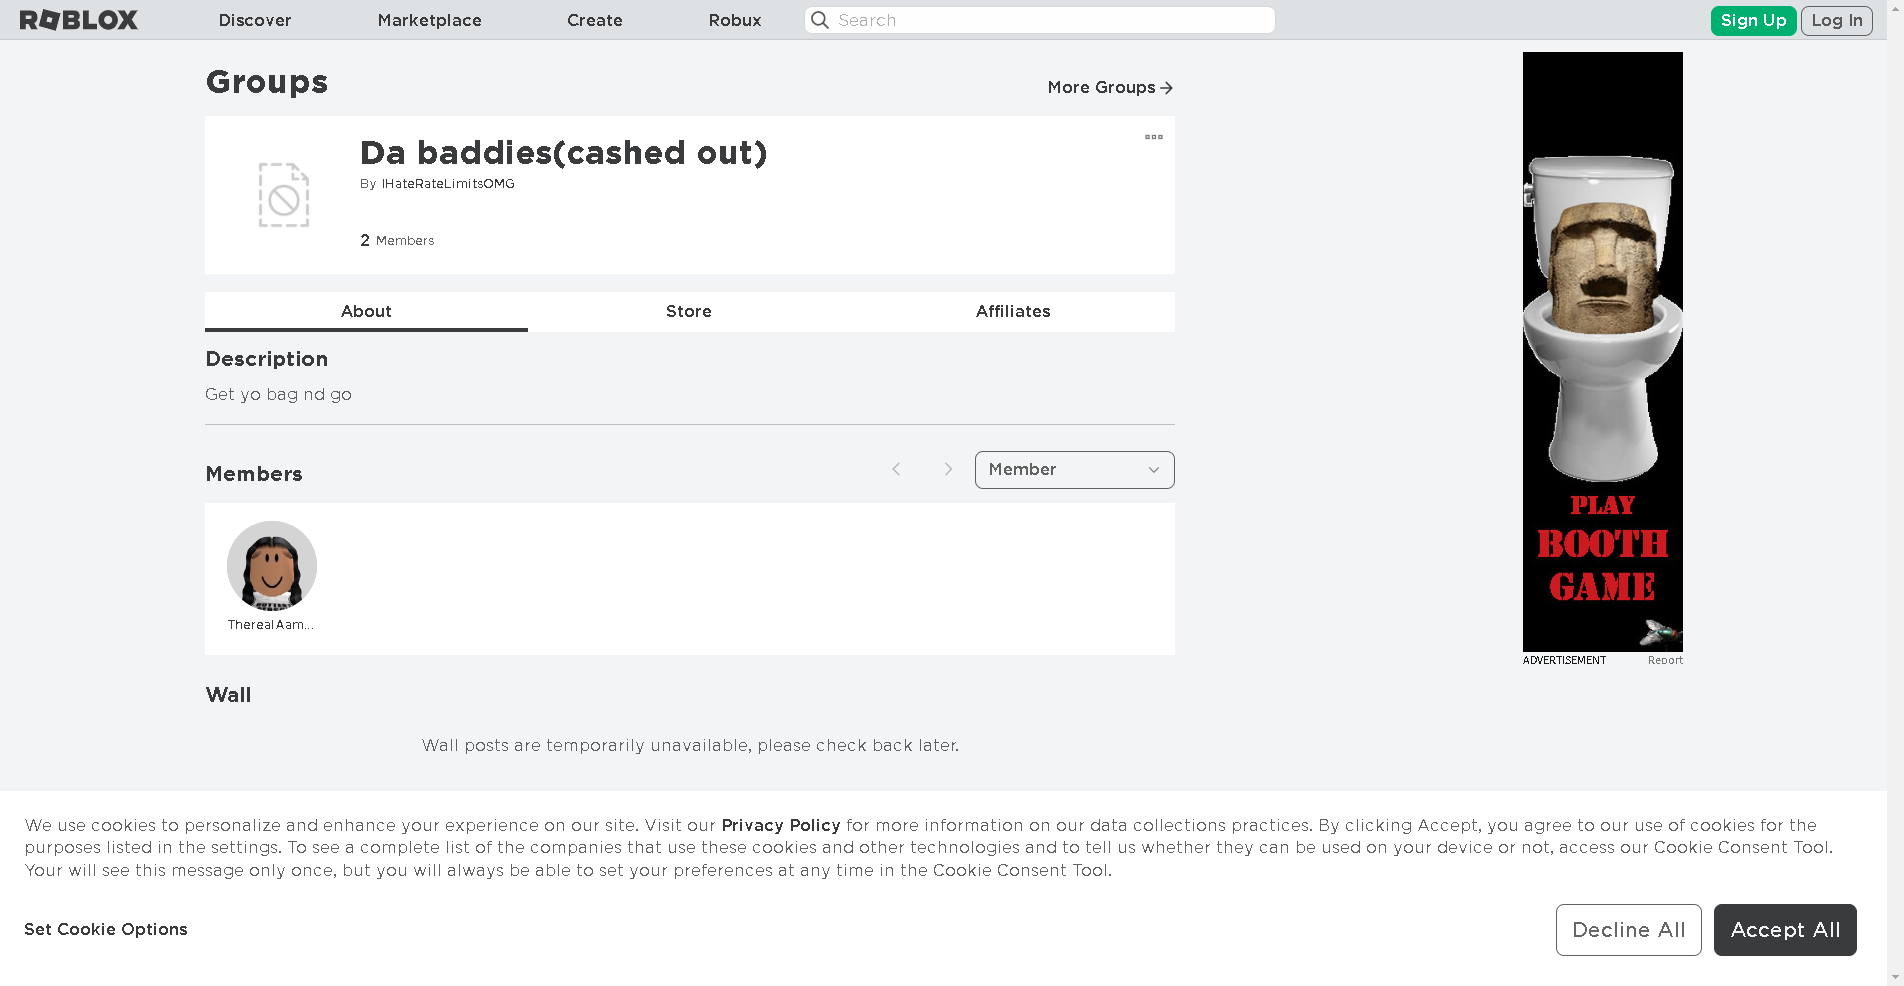 ROBLOX
Discover
Marketplace
Create
Robux
Search
Sign Up
Log In
Groups
More Groups
Da baddies(cashed out)
By IHateRateLimitsOMG
2 Members
About
Store
Affiliates
Description
Get yo bag nd go
Members
Member
TherealAam...
Wall
Wall posts are temporarily unavailable, please check back later.
PLAY
BOOTH
GAME
ADVERTISEMENT
Report
We use cookies to personalize and enhance your experience on our site. Visit our Privacy Policy for more information on our data collections practices. By clicking Accept, you agree to our use of cookies for the
purposes listed in the settings. To see a complete list of the companies that use these cookies and other technologies and to tell us whether they can be used on your device or not, access our Cookie Consent Tool.
Your will see this message only once, but you will always be able to set your preferences at any time in the Cookie Consent Tool.
Set Cookie Options
Decline All
Accept All